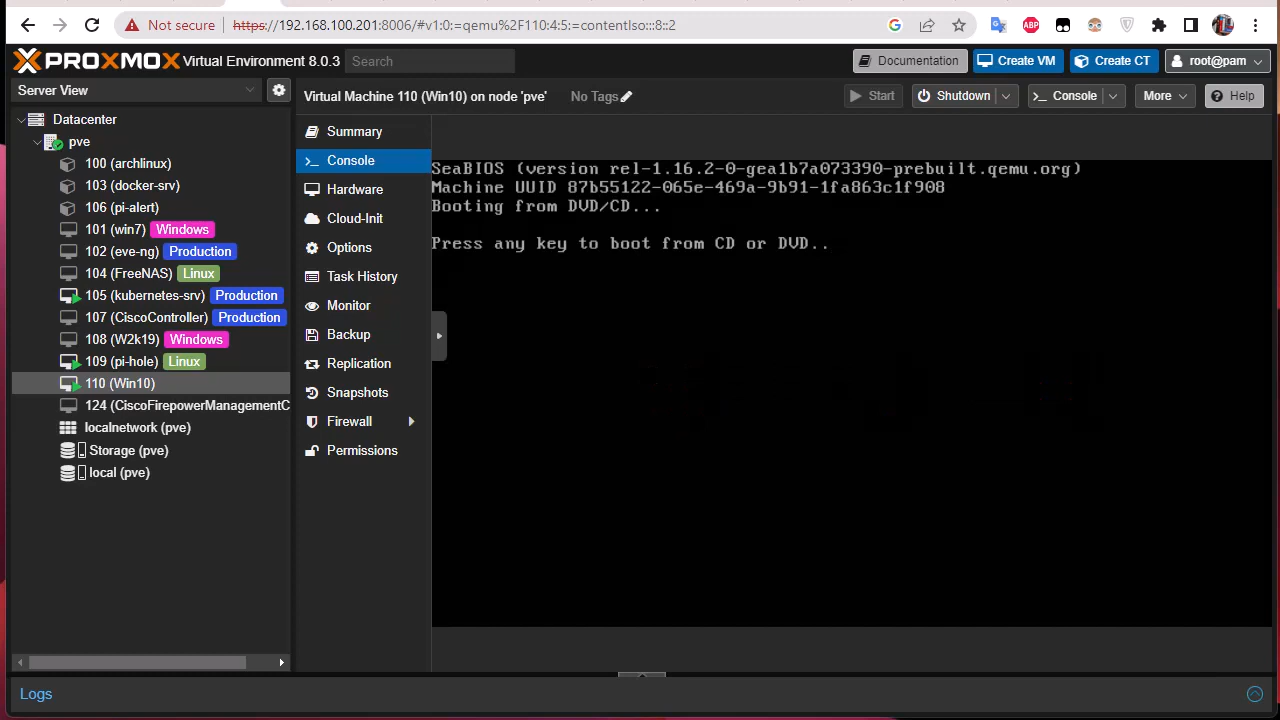 Not secure https://192.168.100.201:8006/#v1:0:=qemu%2F110:4:5:=contentIso:::8::2
PROXMOX Virtual Environment 8.0.3 Search Documentation Create VM Create CT root@pam
Server View
Virtual Machine 110 (Win10) on node 'pve' No Tags Start Shutdown Console More Help
Datacenter
pve
100 (archlinux)
103 (docker-srv)
106 (pi-alert)
101 (win7) Windows
102 (eve-ng) Production
104 (FreeNAS) Linux
105 (kubernetes-srv) Production
107 (CiscoController) Production
108 (W2k19) Windows
109 (pi-hole) Linux
110 (Win10)
124 (CiscoFirepowerManagementC
localnetwork (pve)
Storage (pve)
local (pve)
Summary
Console
Hardware
Cloud-Init
Options
Task History
Monitor
Backup
Replication
Snapshots
Firewall
Permissions
SeaBIOS (version rel-1.16.2-0-gea1b7a073390-prebuilt.qemu.org)
Machine UUID 87b55122-065e-469a-9b91-1fa863c1f908
Booting from DVD/CD...
Press any key to boot from CD or DVD..
Logs